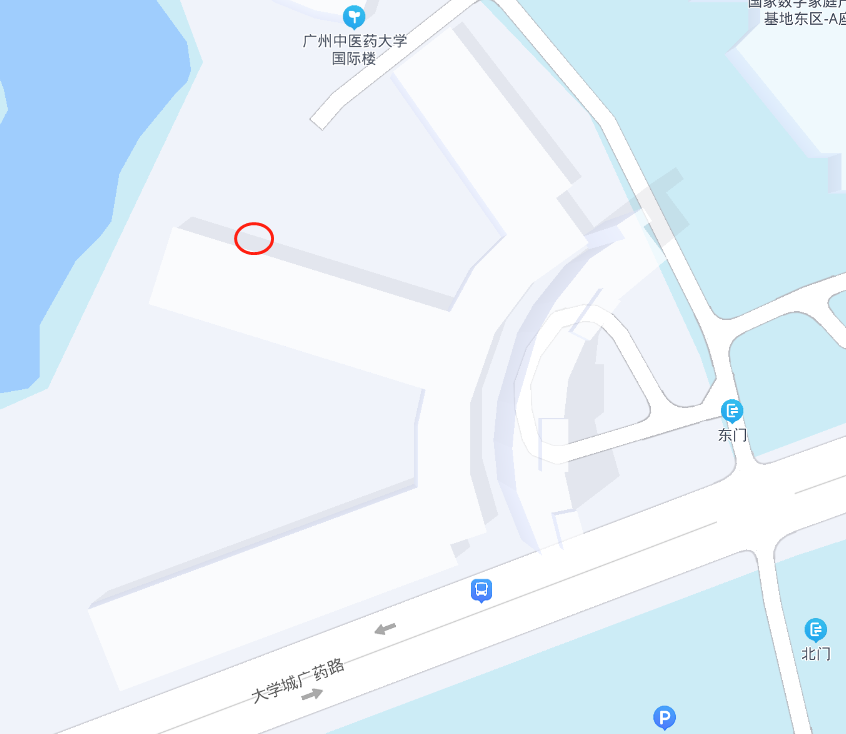 国家数字家庭产
基地东区-A座
广州中医药大学
国际楼
东门
大学城广药路
北门
P